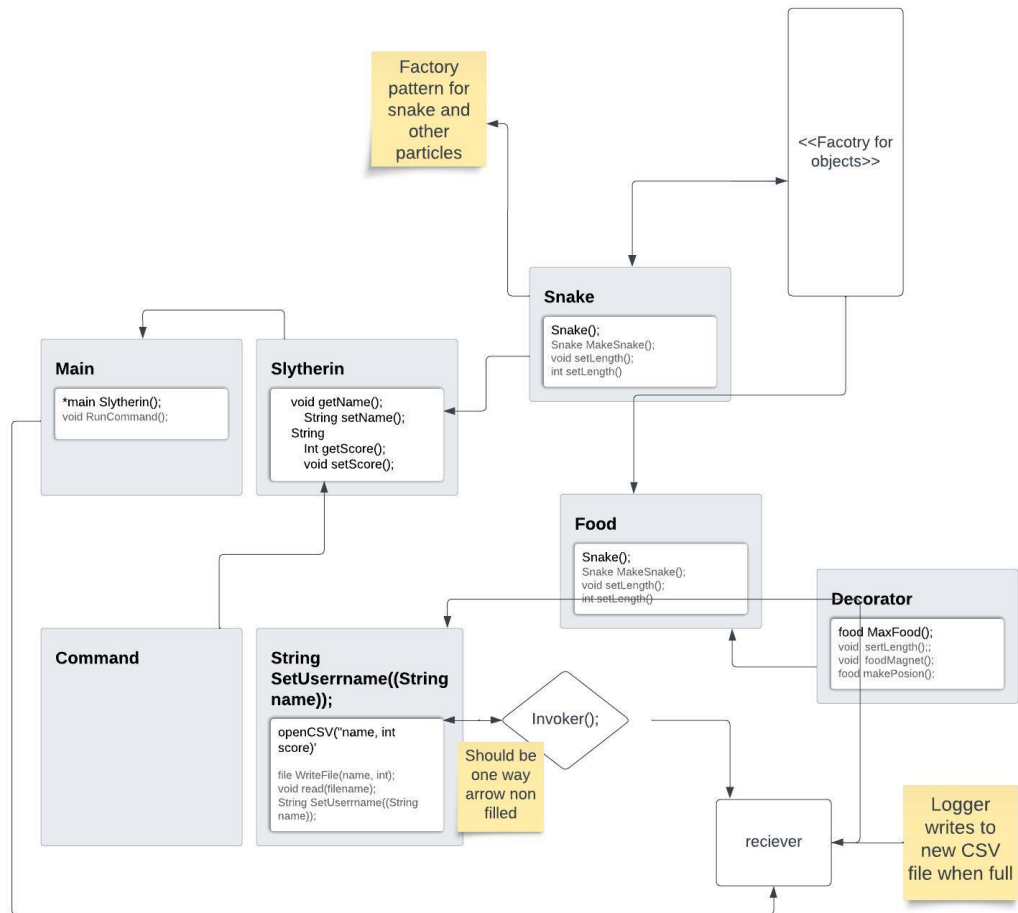 Factory
pattern for
snake and
other
particles
<<Facotry for
objects>>
Snake
Snake();
Snake MakeSnake();
void setLength();
int setLength()
Main
*main Slytherin();
void RunCommand();
Slytherin
void getName();
String setName();
String
Int getScore();
void setScore();
Food
Snake();
Snake MakeSnake();
void setLength();
int setLength()
Decorator
food MaxFood();
void sertLength();;
void foodMagnet();
food makePosion();
Command
String
SetUserrname((String
name));
openCSV("name, int
score)'
file WriteFile(name, int);
void read(filename);
String SetUserrname((String
name));
Invoker();
Should be
one way
arrow non
filled
reciever
Logger
writes to
new CSV
file when full